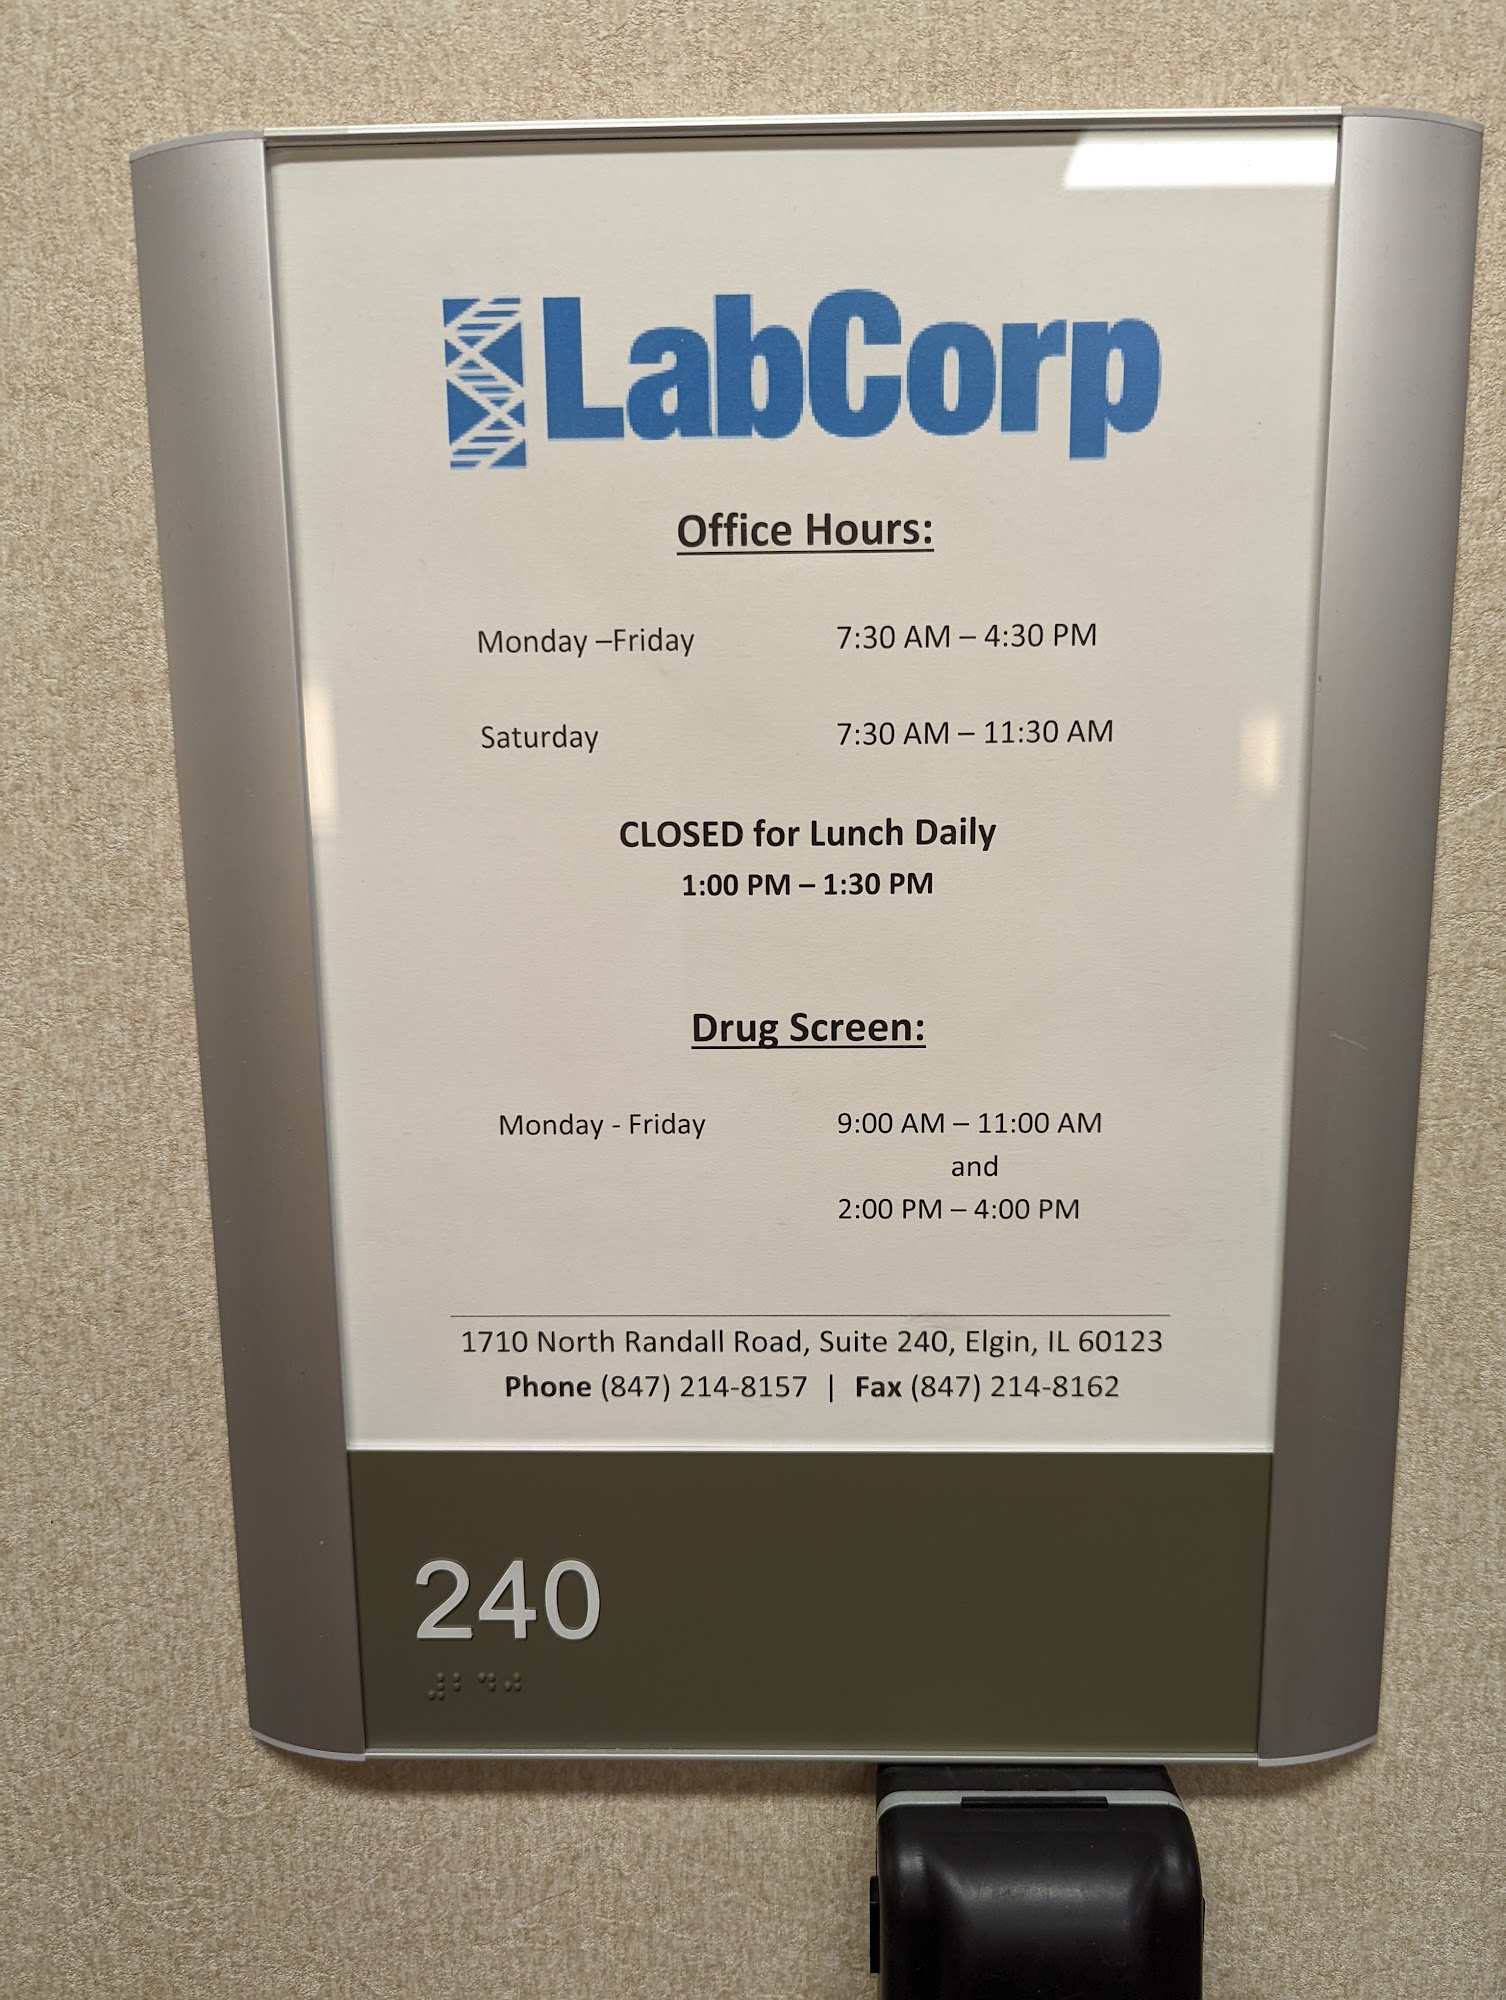 LabCorp
Office Hours:
Monday –Friday 7:30 AM – 4:30 PM
Saturday 7:30 AM – 11:30 AM
CLOSED for Lunch Daily
1:00 PM – 1:30 PM
Drug Screen:
Monday - Friday 9:00 AM – 11:00 AM
and
2:00 PM – 4:00 PM
1710 North Randall Road, Suite 240, Elgin, IL 60123
Phone (847) 214-8157 | Fax (847) 214-8162
240
⠼⠃⠙⠚